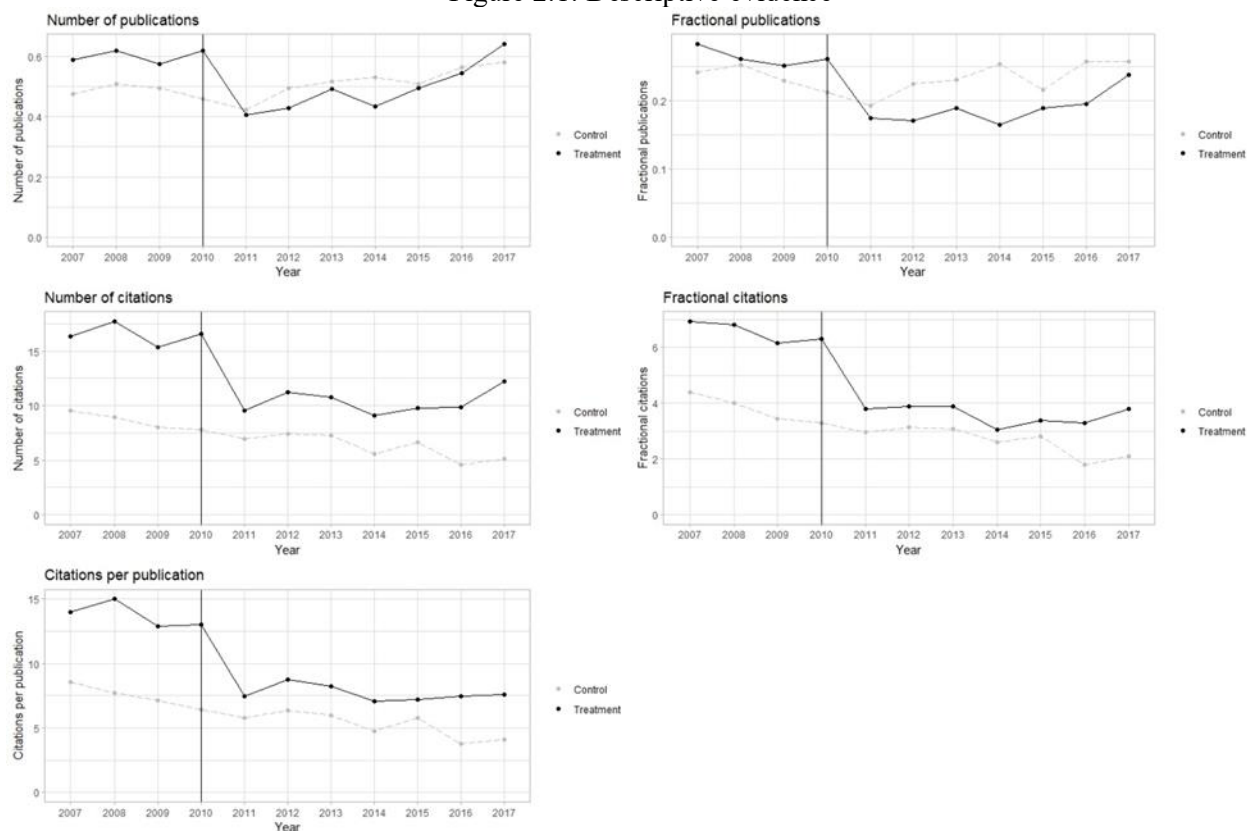 Figure 2.1: Descriptive evidence
Number of publications
Number of publications
0.6
0.4
0.2
0.0
2007 2008 2009 2010 2011 2012 2013 2014 2015 2016 2017
Year
Control
Treatment
Fractional publications
Fractional publications
0.2
0.1
0.0
2007 2008 2009 2010 2011 2012 2013 2014 2015 2016 2017
Year
Control
Treatment
Number of citations
Number of citations
15
10
5
0
2007 2008 2009 2010 2011 2012 2013 2014 2015 2016 2017
Year
Control
Treatment
Fractional citations
Fractional citations
6
4
2
0
2007 2008 2009 2010 2011 2012 2013 2014 2015 2016 2017
Year
Control
Treatment
Citations per publication
Citations per publication
15
10
5
0
2007 2008 2009 2010 2011 2012 2013 2014 2015 2016 2017
Year
Control
Treatment